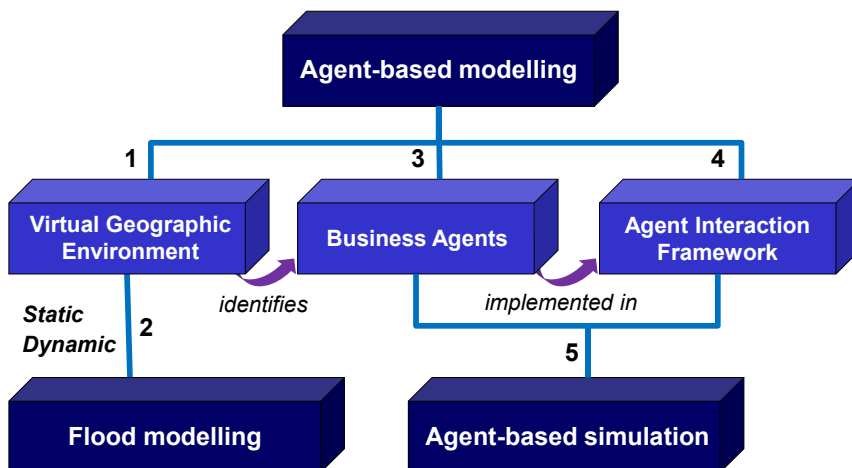 Agent-based modelling
1
3
4
Virtual Geographic
Environment
Business Agents
Agent Interaction
Framework
identifies
implemented in
Static
Dynamic
2
5
Flood modelling
Agent-based simulation